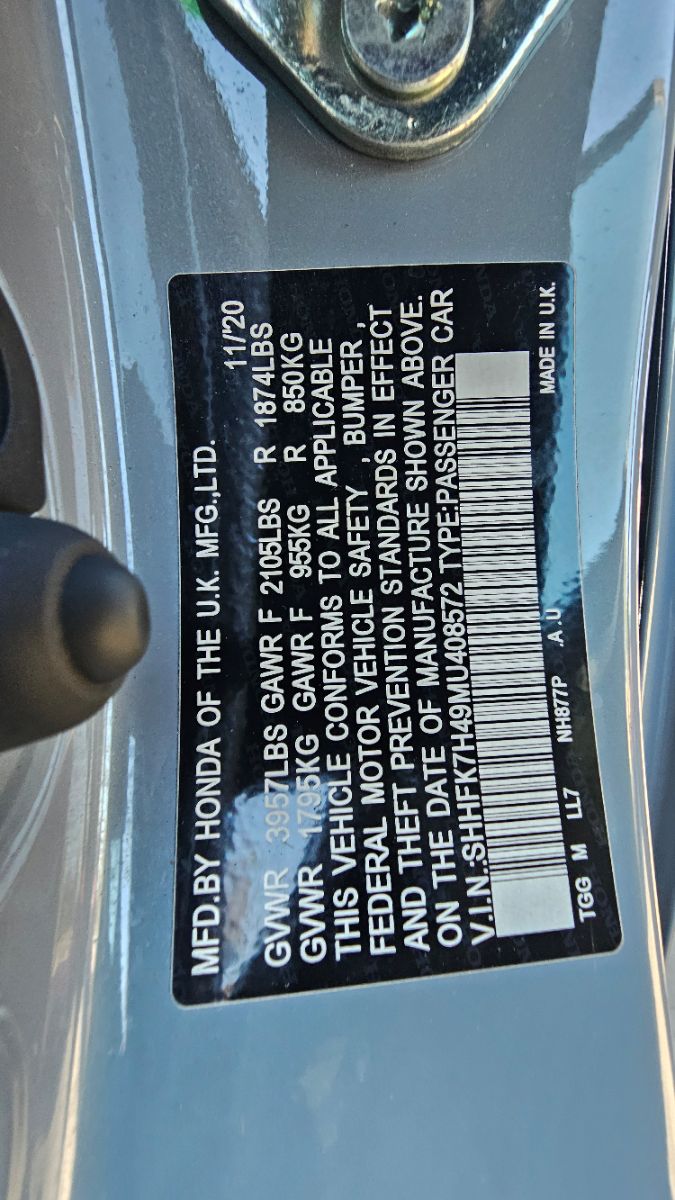 MFD.BY HONDA OF THE U.K. MFG.,LTD. 11/'20
GVWR 3957LBS GAWR F 2105LBS R 1874LBS
GVWR 1795KG GAWR F 955KG R 850KG
THIS VEHICLE CONFORMS TO ALL APPLICABLE
FEDERAL MOTOR VEHICLE SAFETY, BUMPER,
AND THEFT PREVENTION STANDARDS IN EFFECT
ON THE DATE OF MANUFACTURE SHOWN ABOVE.
V.I.N.:SHHFK7H49MU408572 TYPE:PASSENGER CAR
TGG M LL7 NH877P .A.U MADE IN U.K.